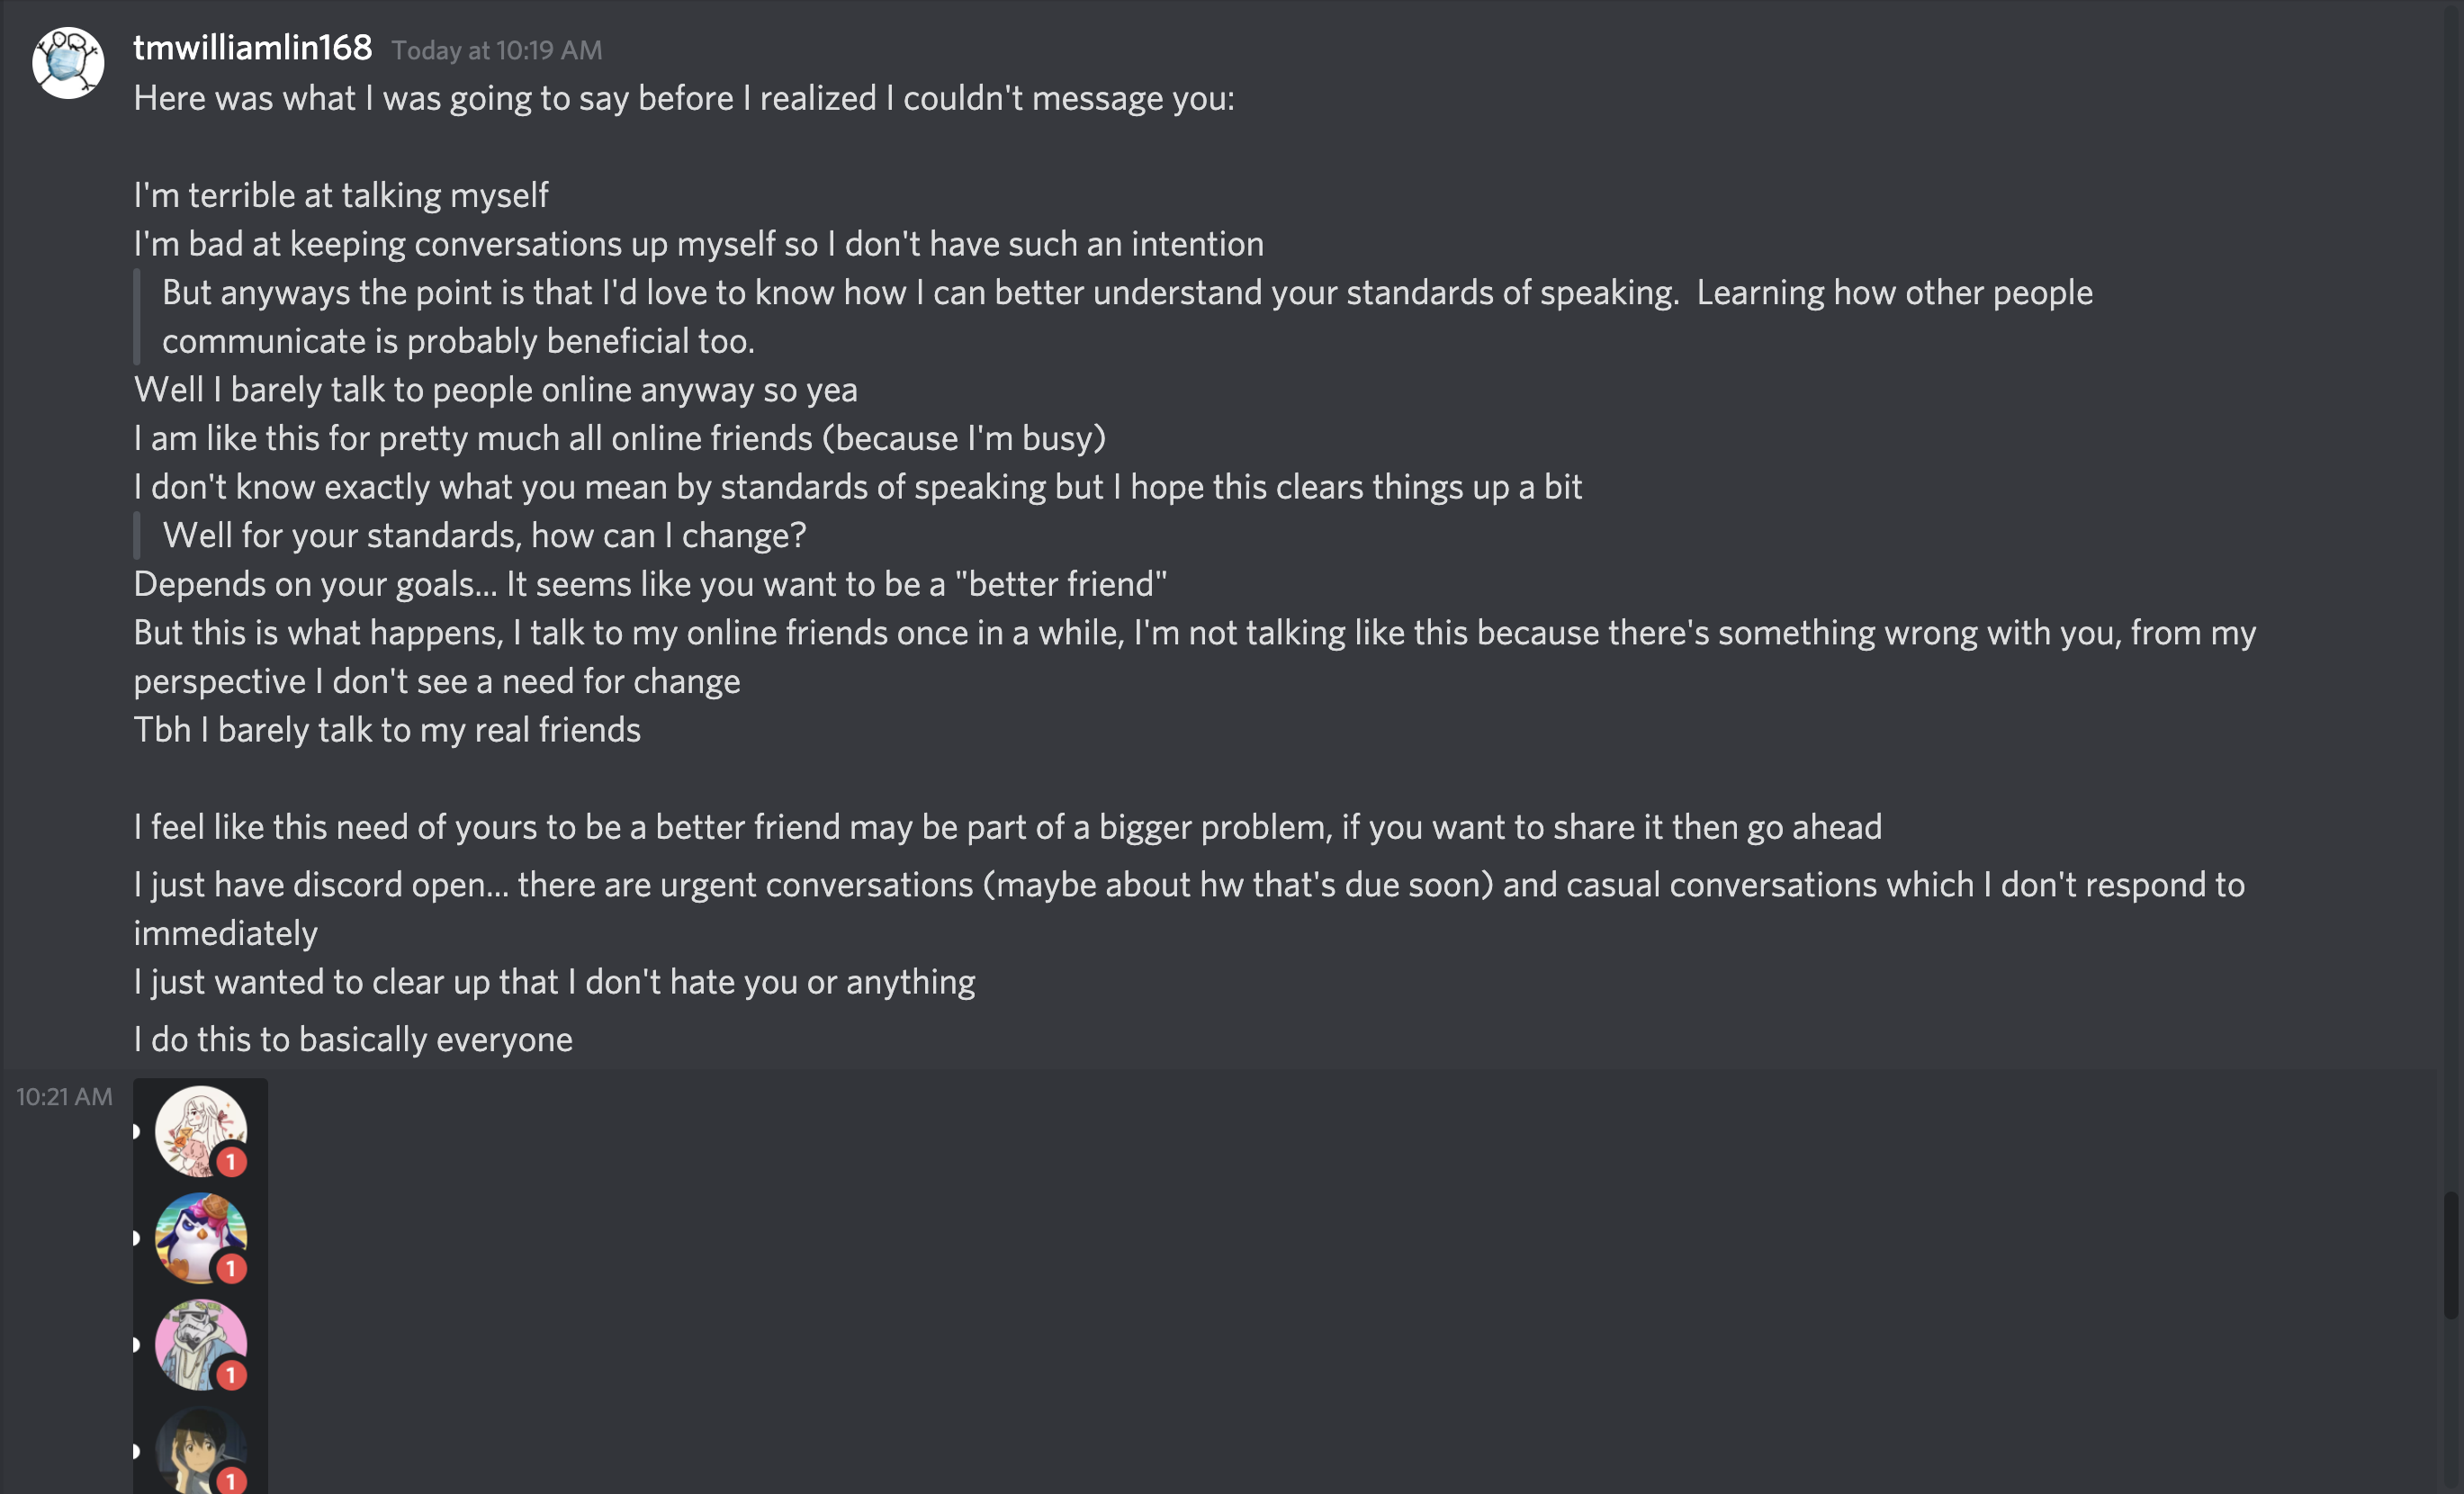 tmwilliamlin168 Today at 10:19 AM
Here was what I was going to say before I realized I couldn't message you:
I'm terrible at talking myself
I'm bad at keeping conversations up myself so I don't have such an intention
But anyways the point is that I'd love to know how I can better understand your standards of speaking.  Learning how other people
communicate is probably beneficial too.
Well I barely talk to people online anyway so yea
I am like this for pretty much all online friends (because I'm busy)
I don't know exactly what you mean by standards of speaking but I hope this clears things up a bit
Well for your standards, how can I change?
Depends on your goals... It seems like you want to be a "better friend"
But this is what happens, I talk to my online friends once in a while, I'm not talking like this because there's something wrong with you, from my
perspective I don't see a need for change
Tbh I barely talk to my real friends
I feel like this need of yours to be a better friend may be part of a bigger problem, if you want to share it then go ahead
I just have discord open... there are urgent conversations (maybe about hw that's due soon) and casual conversations which I don't respond to
immediately
I just wanted to clear up that I don't hate you or anything
I do this to basically everyone
10:21 AM
1
1
1
1